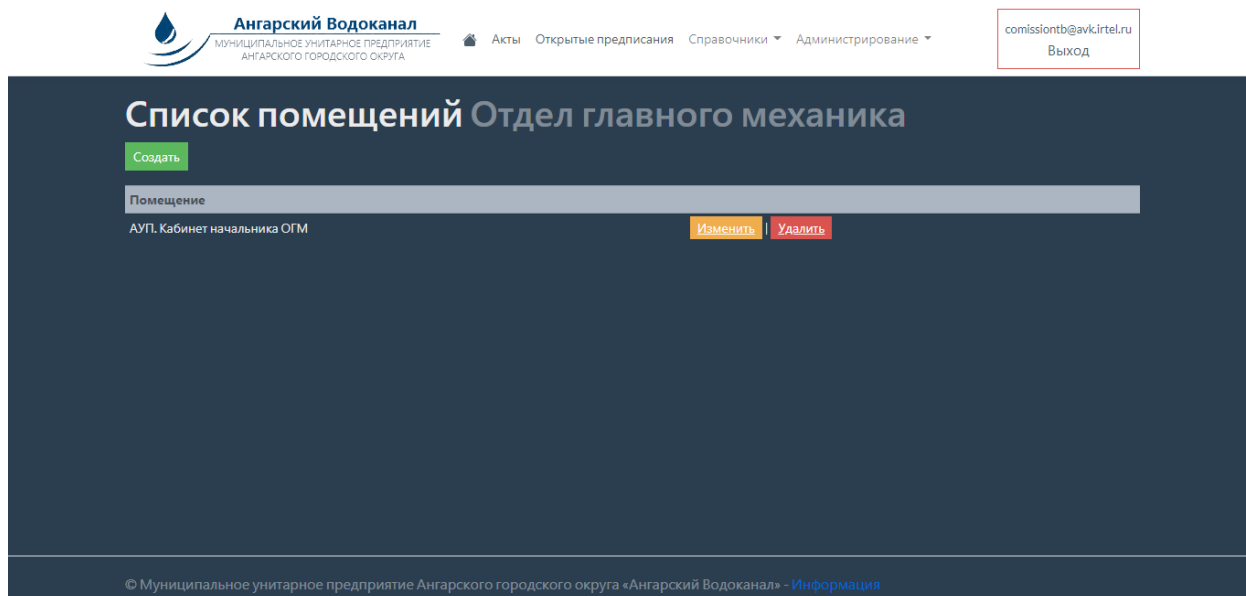 Ангарский Водоканал
МУНИЦИПАЛЬНОЕ УНИТАРНОЕ ПРЕДПРИЯТИЕ
АНГАРСКОГО ГОРОДСКОГО ОКРУГА
Акты Открытые предписания Справочники Администрирование
comissiontb@avk.irtel.ru
Выход
Список помещений Отдел главного механика
Создать
Помещение
АУП. Кабинет начальника ОГМ Изменить | Удалить
© Муниципальное унитарное предприятие Ангарского городского округа «Ангарский Водоканал» - Информация